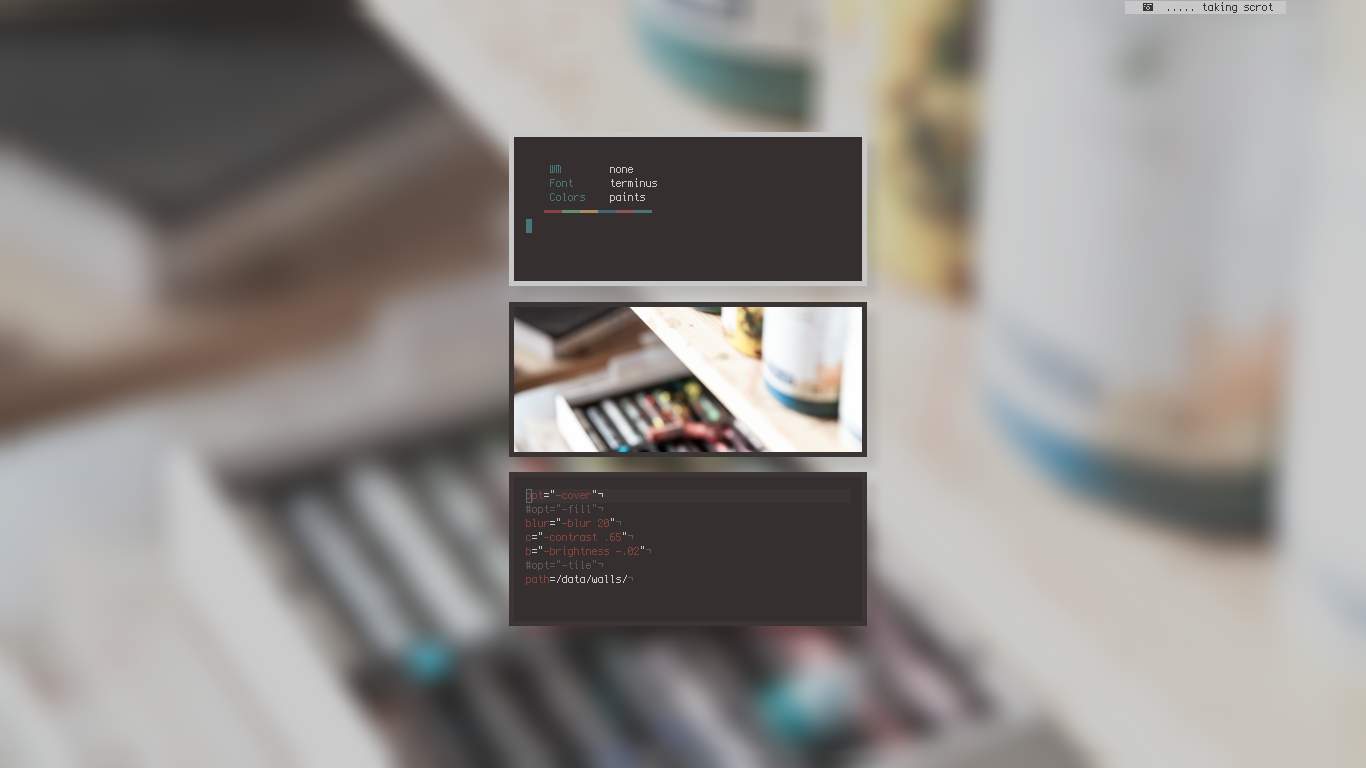 ..... taking scrot
WM none
Font terminus
Colors paints
opt="-cover"¬
#opt="-fill"¬
blur="-blur 20"¬
c="-contrast .65"¬
b="-brightness -.02"¬
#opt="-tile"¬
path=/data/walls/¬